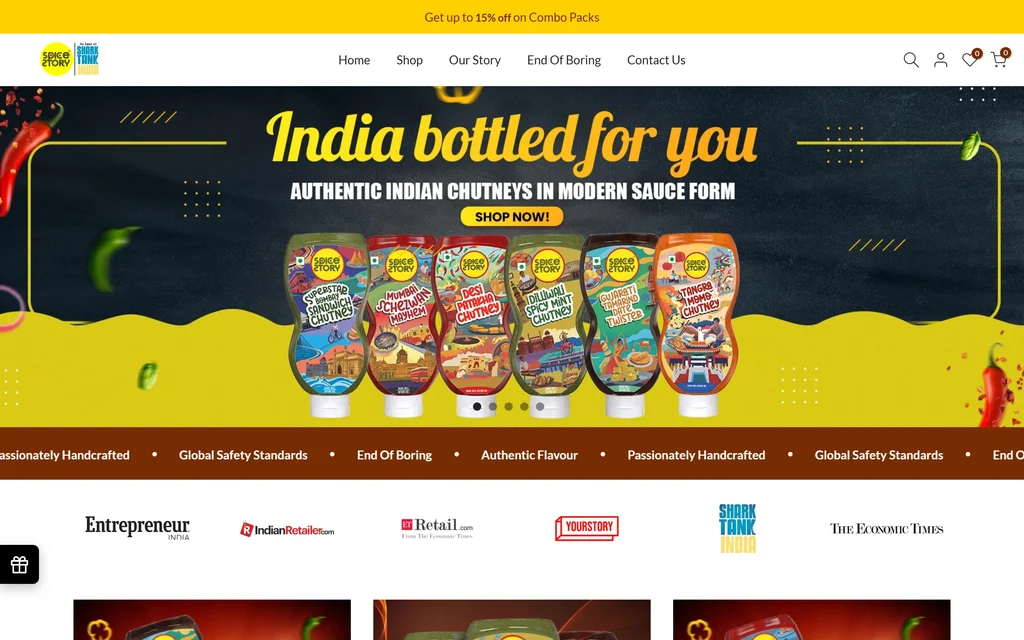 Get up to 15% off on Combo Packs
SPICE STORY
As Seen on
SHARK
TANK
INDIA
Home
Shop
Our Story
End Of Boring
Contact Us
0
0
India bottled for you
AUTHENTIC INDIAN CHUTNEYS IN MODERN SAUCE FORM
SHOP NOW!
SPICE
STORY
SUPERSTAR
BOMBAY
SANDWICH
CHUTNEY
SPICE
STORY
MUMBAI
SCHEZWAN
MAYHEM
SPICE
STORY
DESI
PATAKHA
CHUTNEY
SPICE
STORY
DILLIWALI
SPICY MINT
CHUTNEY
SPICE
STORY
GUJARATI
TAMARIND
DATE
TWISTER
SPICE
STORY
TANGRA
MOMO
CHUTNEY
assionately Handcrafted • Global Safety Standards • End Of Boring • Authentic Flavour • Passionately Handcrafted • Global Safety Standards • End O
Entrepreneur
INDIA
R IndianRetailer.com
ET Retail.com
From The Economic Times
YOURSTORY
SHARK
TANK
INDIA
THE ECONOMIC TIMES